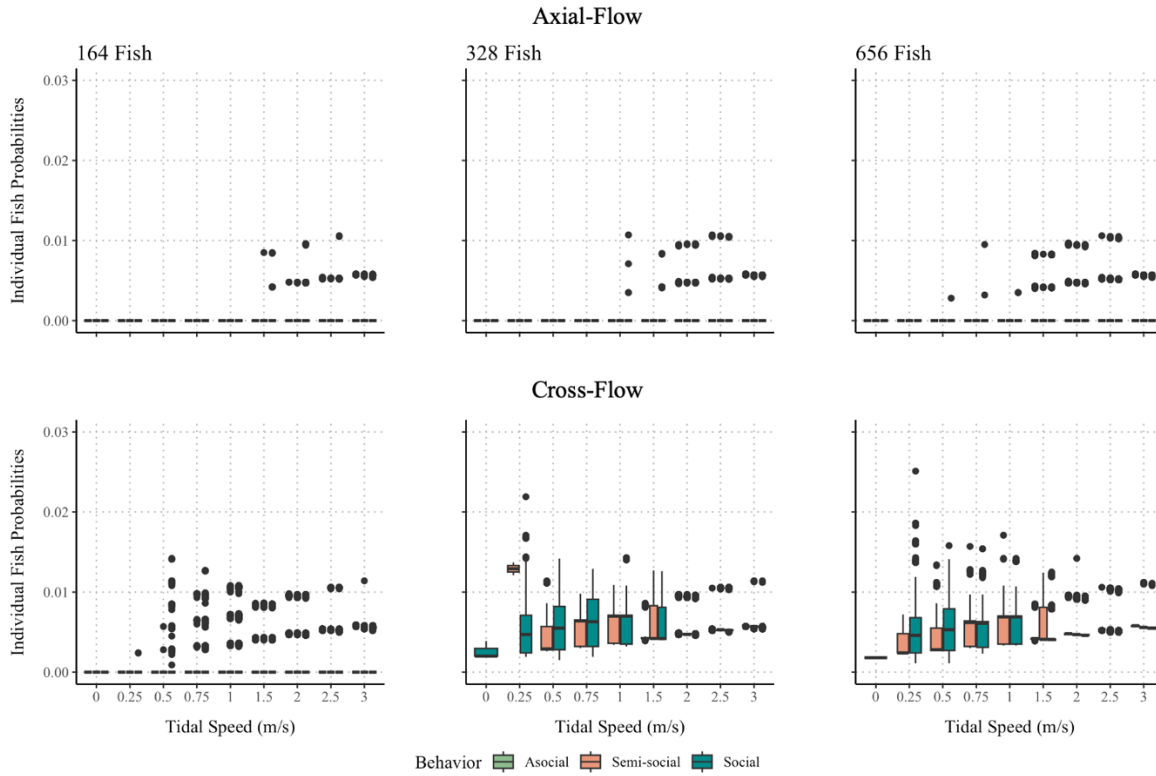 Axial-Flow
164 Fish
328 Fish
656 Fish
Individual Fish Probabilities
0.03
0.02
0.01
0.00
Cross-Flow
Individual Fish Probabilities
0.03
0.02
0.01
0.00
0 0.25 0.5 0.75 1 1.5 2 2.5 3
0 0.25 0.5 0.75 1 1.5 2 2.5 3
0 0.25 0.5 0.75 1 1.5 2 2.5 3
Tidal Speed (m/s)
Tidal Speed (m/s)
Tidal Speed (m/s)
Behavior Asocial Semi-social Social